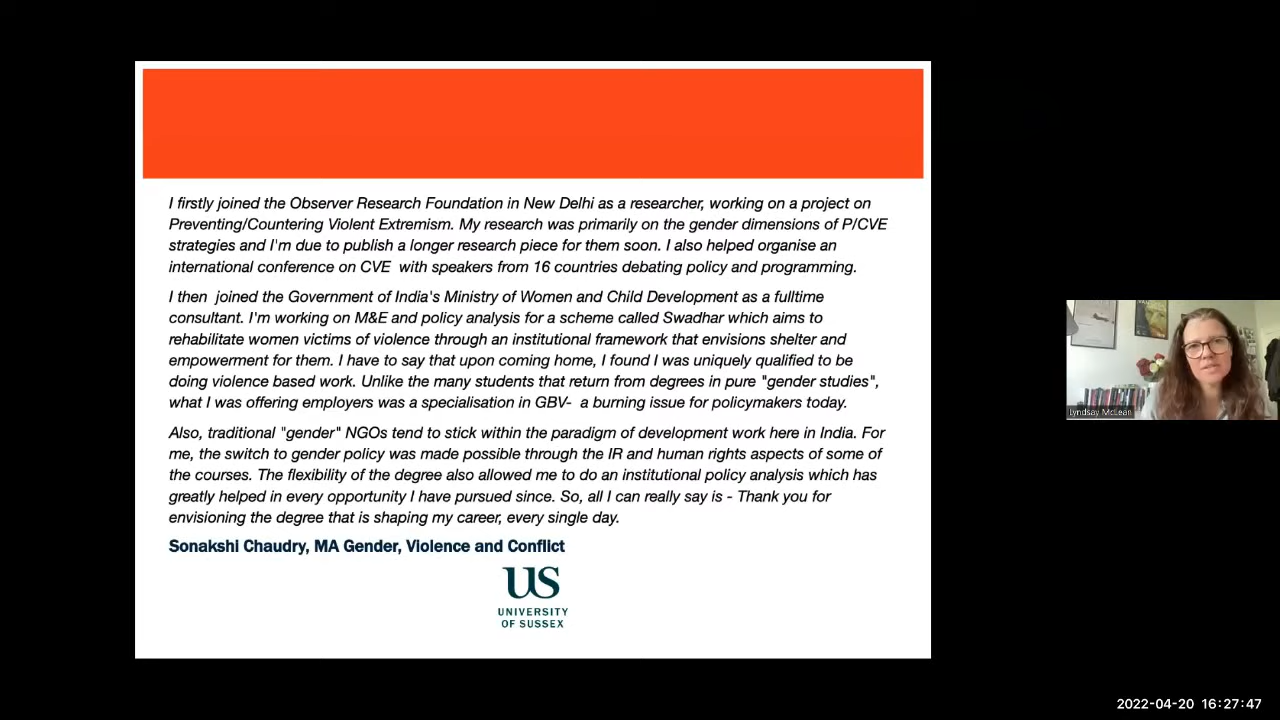 I firstly joined the Observer Research Foundation in New Delhi as a researcher, working on a project on
Preventing/Countering Violent Extremism. My research was primarily on the gender dimensions of P/CVE
strategies and I'm due to publish a longer research piece for them soon. I also helped organise an
international conference on CVE with speakers from 16 countries debating policy and programming.
I then joined the Government of India's Ministry of Women and Child Development as a fulltime
consultant. I'm working on M&E and policy analysis for a scheme called Swadhar which aims to
rehabilitate women victims of violence through an institutional framework that envisions shelter and
empowerment for them. I have to say that upon coming home, I found I was uniquely qualified to be
doing violence based work. Unlike the many students that return from degrees in pure "gender studies",
what I was offering employers was a specialisation in GBV- a burning issue for policymakers today.
Also, traditional "gender" NGOs tend to stick within the paradigm of development work here in India. For
me, the switch to gender policy was made possible through the IR and human rights aspects of some of
the courses. The flexibility of the degree also allowed me to do an institutional policy analysis which has
greatly helped in every opportunity I have pursued since. So, all I can really say is - Thank you for
envisioning the degree that is shaping my career, every single day.
Sonakshi Chaudry, MA Gender, Violence and Conflict
US
UNIVERSITY
OF SUSSEX
Lyndsay McLean
2022-04-20 16:27:47